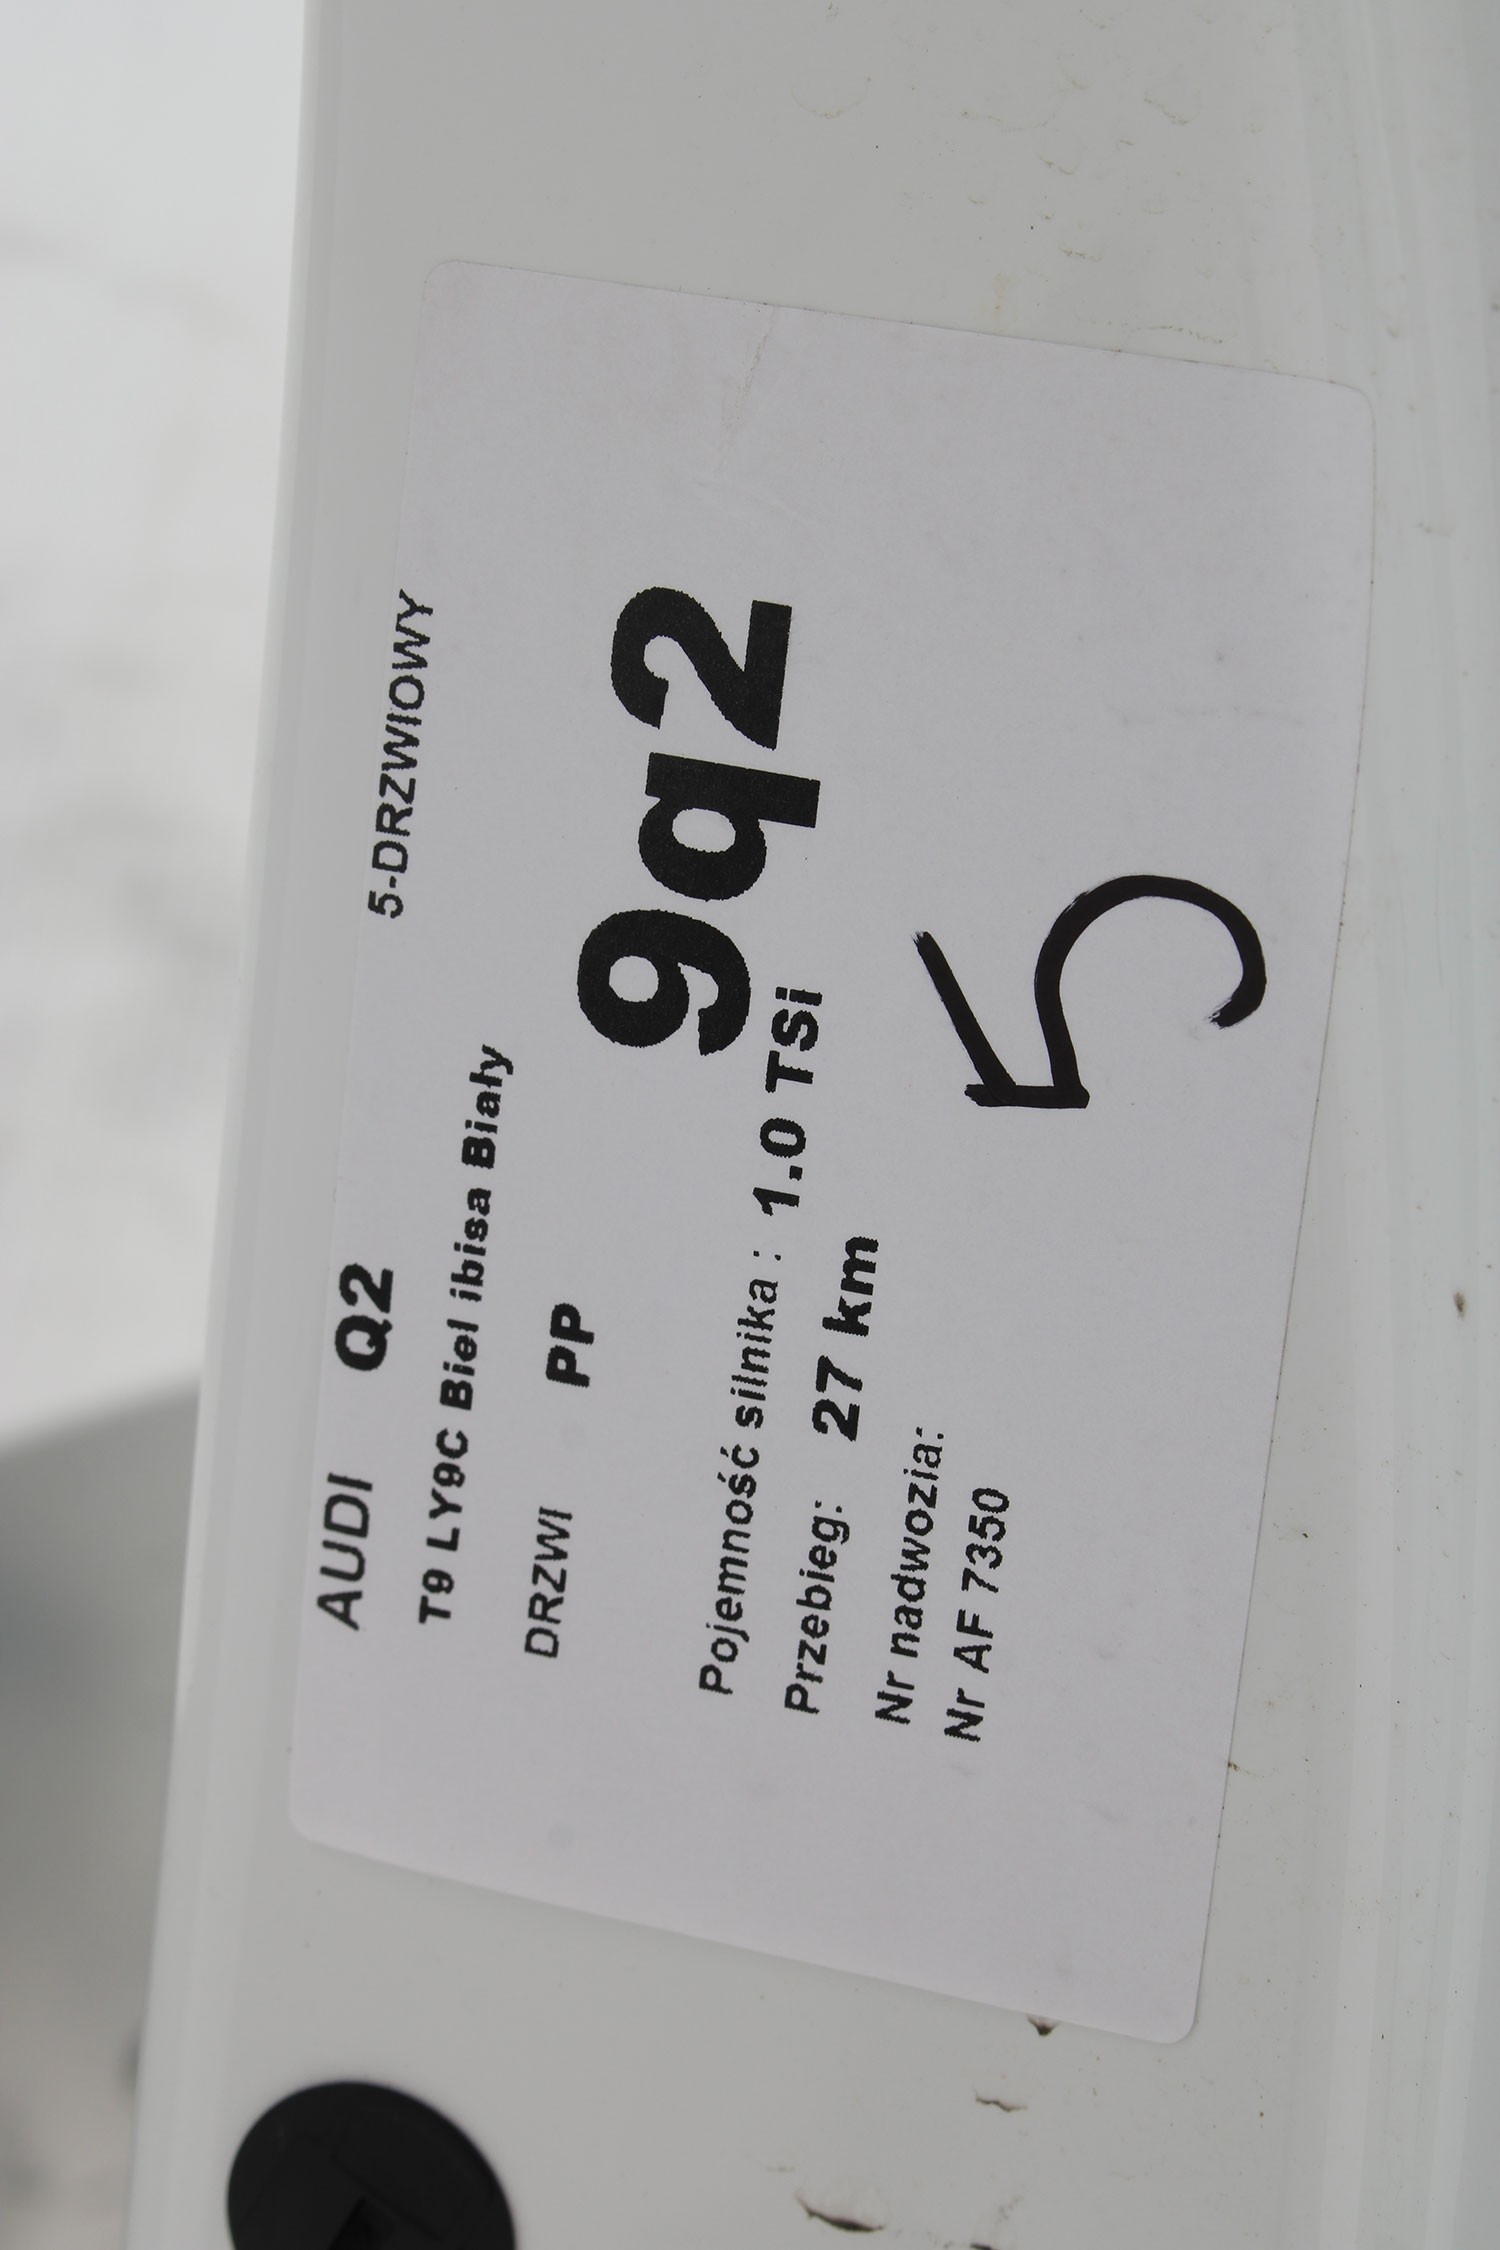 AUDI Q2 5-DRZWIOWY
T9 LY9C Biel ibisa Biały
DRZWI PP
9q2
Pojemność silnika : 1.0 TSi
Przebieg: 27 km
Nr nadwozia:
Nr AF 7350
5